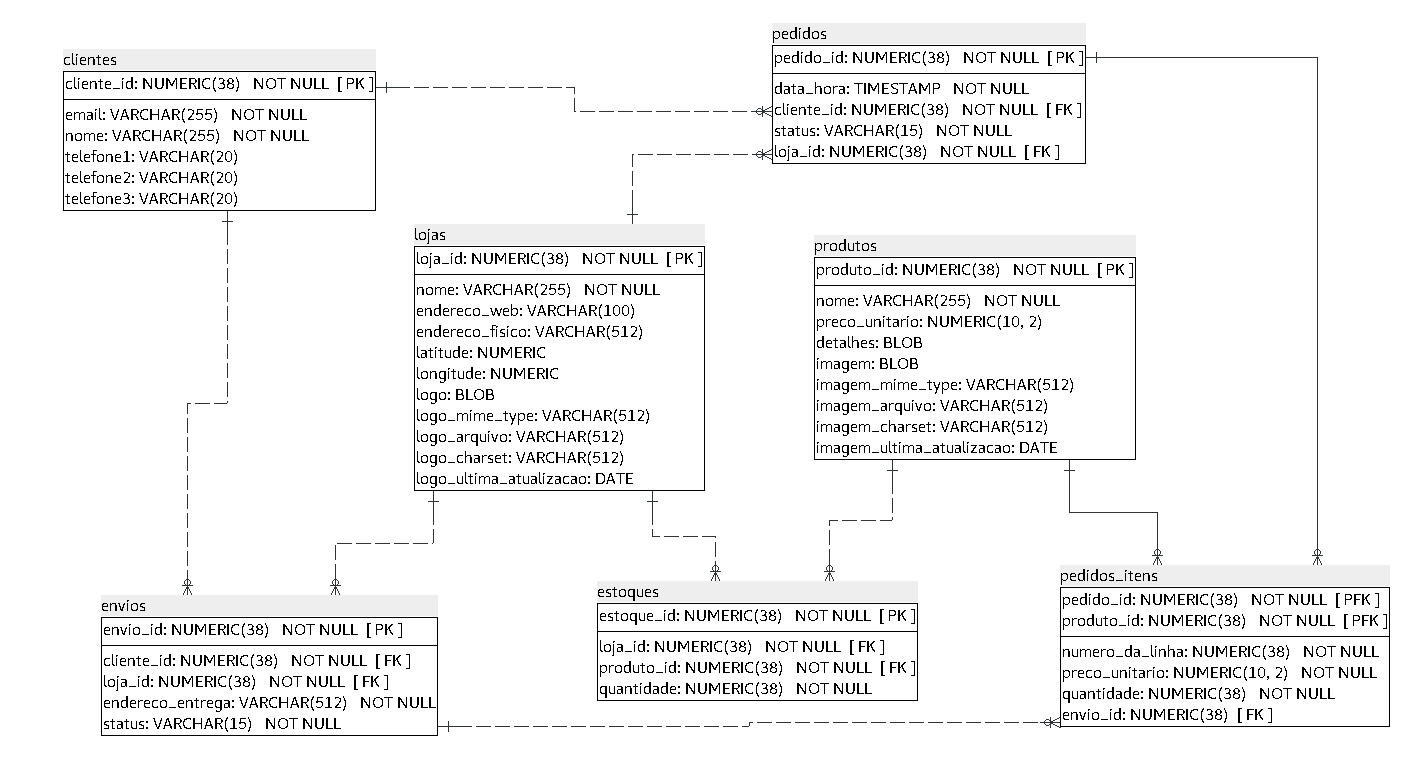 clientes
cliente_id: NUMERIC(38) NOT NULL [ PK ]
email: VARCHAR(255) NOT NULL
nome: VARCHAR(255) NOT NULL
telefone1: VARCHAR(20)
telefone2: VARCHAR(20)
telefone3: VARCHAR(20)
pedidos
pedido_id: NUMERIC(38) NOT NULL [ PK ]
data_hora: TIMESTAMP NOT NULL
cliente_id: NUMERIC(38) NOT NULL [ FK ]
status: VARCHAR(15) NOT NULL
loja_id: NUMERIC(38) NOT NULL [ FK ]
lojas
loja_id: NUMERIC(38) NOT NULL [ PK ]
nome: VARCHAR(255) NOT NULL
endereco_web: VARCHAR(100)
endereco_fisico: VARCHAR(512)
latitude: NUMERIC
longitude: NUMERIC
logo: BLOB
logo_mime_type: VARCHAR(512)
logo_arquivo: VARCHAR(512)
logo_charset: VARCHAR(512)
logo_ultima_atualizacao: DATE
produtos
produto_id: NUMERIC(38) NOT NULL [ PK ]
nome: VARCHAR(255) NOT NULL
preco_unitario: NUMERIC(10, 2)
detalhes: BLOB
imagem: BLOB
imagem_mime_type: VARCHAR(512)
imagem_arquivo: VARCHAR(512)
imagem_charset: VARCHAR(512)
imagem_ultima_atualizacao: DATE
envios
envio_id: NUMERIC(38) NOT NULL [ PK ]
cliente_id: NUMERIC(38) NOT NULL [ FK ]
loja_id: NUMERIC(38) NOT NULL [ FK ]
endereco_entrega: VARCHAR(512) NOT NULL
status: VARCHAR(15) NOT NULL
estoques
estoque_id: NUMERIC(38) NOT NULL [ PK ]
loja_id: NUMERIC(38) NOT NULL [ FK ]
produto_id: NUMERIC(38) NOT NULL [ FK ]
quantidade: NUMERIC(38) NOT NULL
pedidos_itens
pedido_id: NUMERIC(38) NOT NULL [ PFK ]
produto_id: NUMERIC(38) NOT NULL [ PFK ]
numero_da_linha: NUMERIC(38) NOT NULL
preco_unitario: NUMERIC(10, 2) NOT NULL
quantidade: NUMERIC(38) NOT NULL
envio_id: NUMERIC(38) [ FK ]